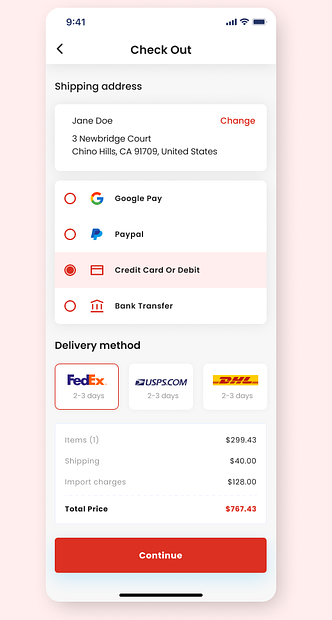 9:41
Check Out
Shipping address
Jane Doe
Change
3 Newbridge Court
Chino Hills, CA 91709, United States
Google Pay
Paypal
Credit Card Or Debit
Bank Transfer
Delivery method
FedEx
USPS.COM
DHL
2-3 days
2-3 days
2-3 days
Items (1) $299.43
Shipping $40.00
Import charges $128.00
Total Price $767.43
Continue